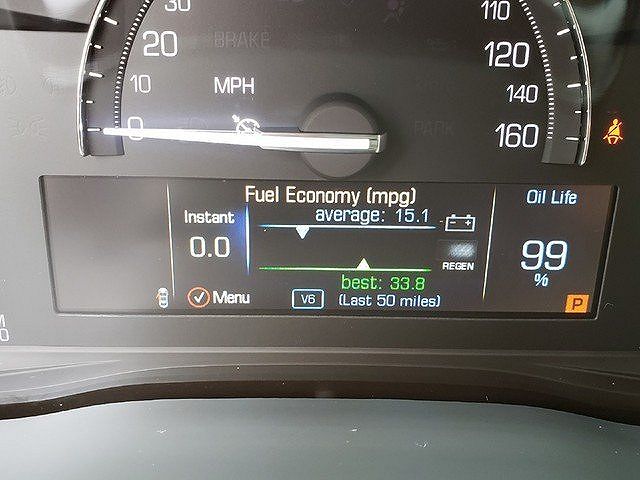 30
20
10
0
BRAKE
MPH
PARK
110
120
140
160
Fuel Economy (mpg)
Instant
0.0
average: 15.1
REGEN
best: 33.8
Menu
V6
(Last 50 miles)
Oil Life
99
%
P
M
0